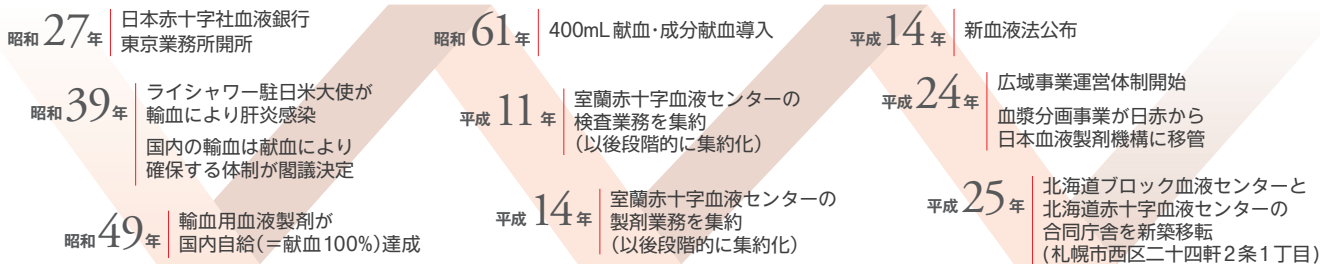 昭和27年
日本赤十字社血液銀行
東京業務所開所
昭和39年
ライシャワー駐日米大使が
輸血により肝炎感染
国内の輸血は献血により
確保する体制が閣議決定
昭和49年
輸血用血液製剤が
国内自給(=献血100%)達成
昭和61年
400mL献血・成分献血導入
平成11年
室蘭赤十字血液センターの
検査業務を集約
(以後段階的に集約化)
平成14年
室蘭赤十字血液センターの
製剤業務を集約
(以後段階的に集約化)
平成14年
新血液法公布
平成24年
広域事業運営体制開始
血漿分画事業が日赤から
日本血液製剤機構に移管
平成25年
北海道ブロック血液センターと
北海道赤十字血液センターの
合同庁舎を新築移転
(札幌市西区二十四軒2条1丁目)